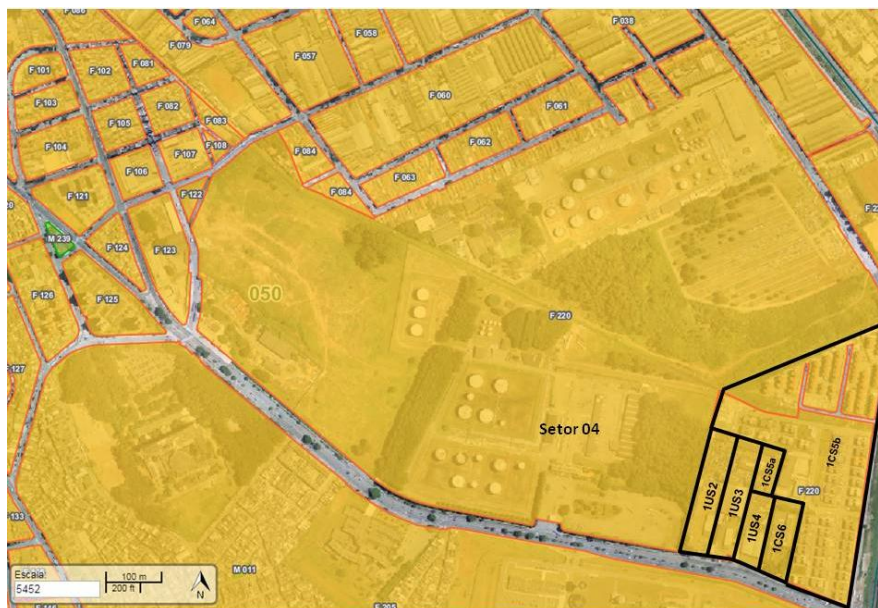 F 086
F 064
F 079
F 057
F 058
F 038
F 101
F 102
F 081
F 060
F 103
F 082
F 061
F 105
F 083
F 104
F 062
F 108
F 107
F 084
F 106
F 063
F 084
F 121
F 122
M 239
F 124
F 123
050
F 126
F 125
F 220
F 127
Setor 04
1CS5b
1CS5a
1US2
1US3
F 220
1US4
1CS6
M 011
Escala:
5452
100 m
200 ft
N